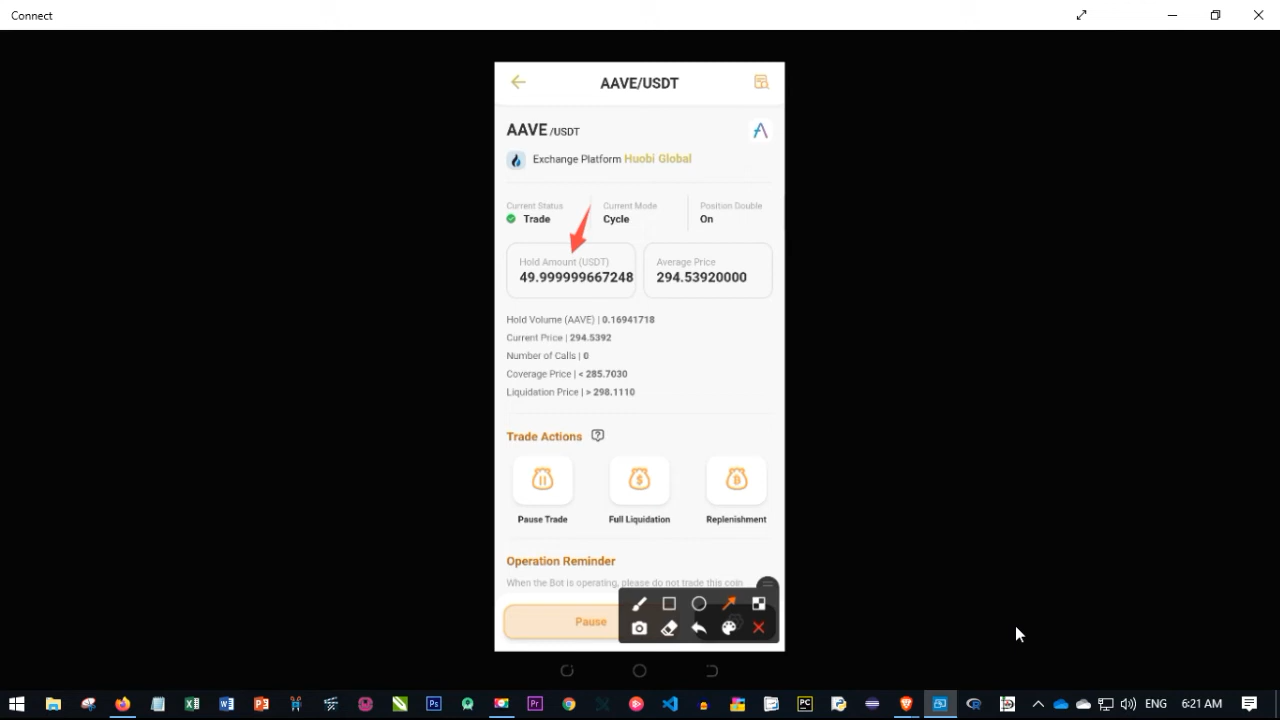 Connect
AAVE/USDT
AAVE /USDT
Exchange Platform Huobi Global
Current Status Current Mode Position Double
Trade Cycle On
Hold Amount (USDT) Average Price
49.999999667248 294.53920000
Hold Volume (AAVE) | 0.16941718
Current Price | 294.5392
Number of Calls | 0
Coverage Price | < 285.7030
Liquidation Price | > 298.1110
Trade Actions
Pause Trade Full Liquidation Replenishment
Operation Reminder
When the Bot is operating, please do not trade this coin
Pause
ENG 6:21 AM